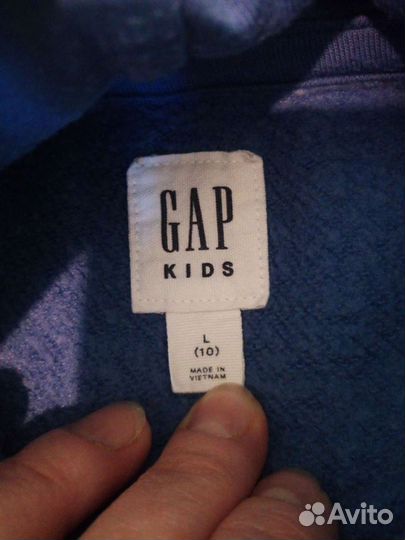 GAP
KIDS
L
(10)
MADE IN
VIETNAM
Avito